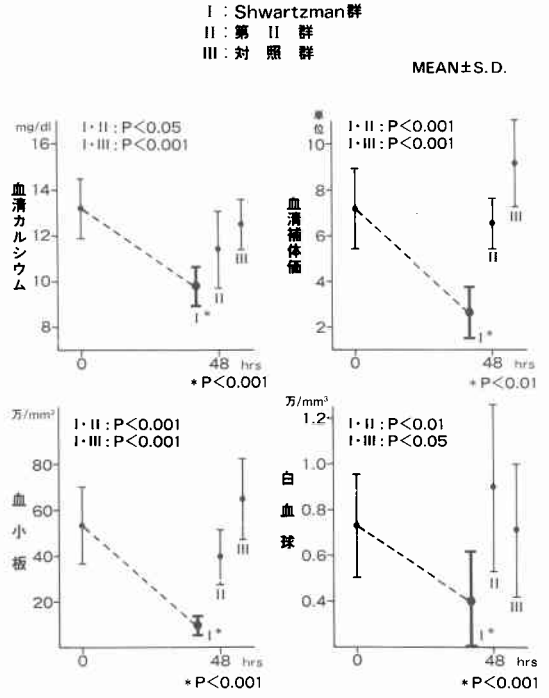 I : Shwartzman群
II : 第 II 群
III : 対 照 群
MEAN±S.D.
mg/dl
I・II : P<0.05
I・III : P<0.001
16
14
12
10
8
血清カルシウム
II
III
I*
0
48 hrs
*P<0.001
単位
I・II : P<0.001
I・III : P<0.001
10
8
6
4
2
血清補体価
II
III
I*
0
48 hrs
*P<0.01
万/mm³
I・II : P<0.001
I・III : P<0.001
80
60
40
20
血小板
II
III
I*
0
48 hrs
*P<0.001
万/mm³
I・II : P<0.01
I・III : P<0.05
1.2
1.0
0.8
0.6
0.4
白血球
II
III
I*
0
48 hrs
*P<0.001